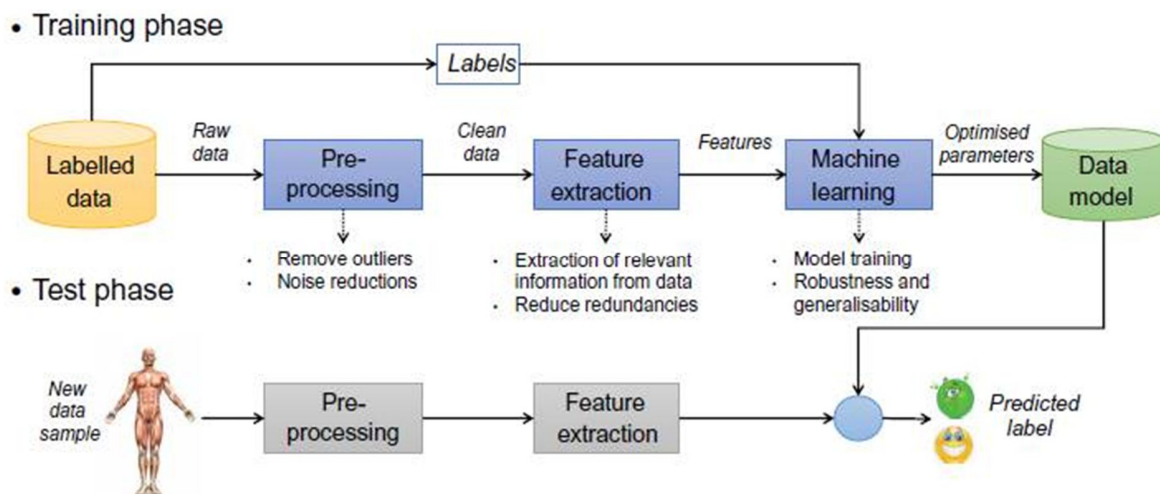 • Training phase
Labels
Labelled
data
Raw
data
Pre-
processing
Clean
data
Feature
extraction
Features
Machine
learning
Optimised
parameters
Data
model
· Remove outliers
· Noise reductions
· Extraction of relevant
information from data
· Reduce redundancies
· Model training
· Robustness and
generalisability
• Test phase
New
data
sample
Pre-
processing
Feature
extraction
Predicted
label